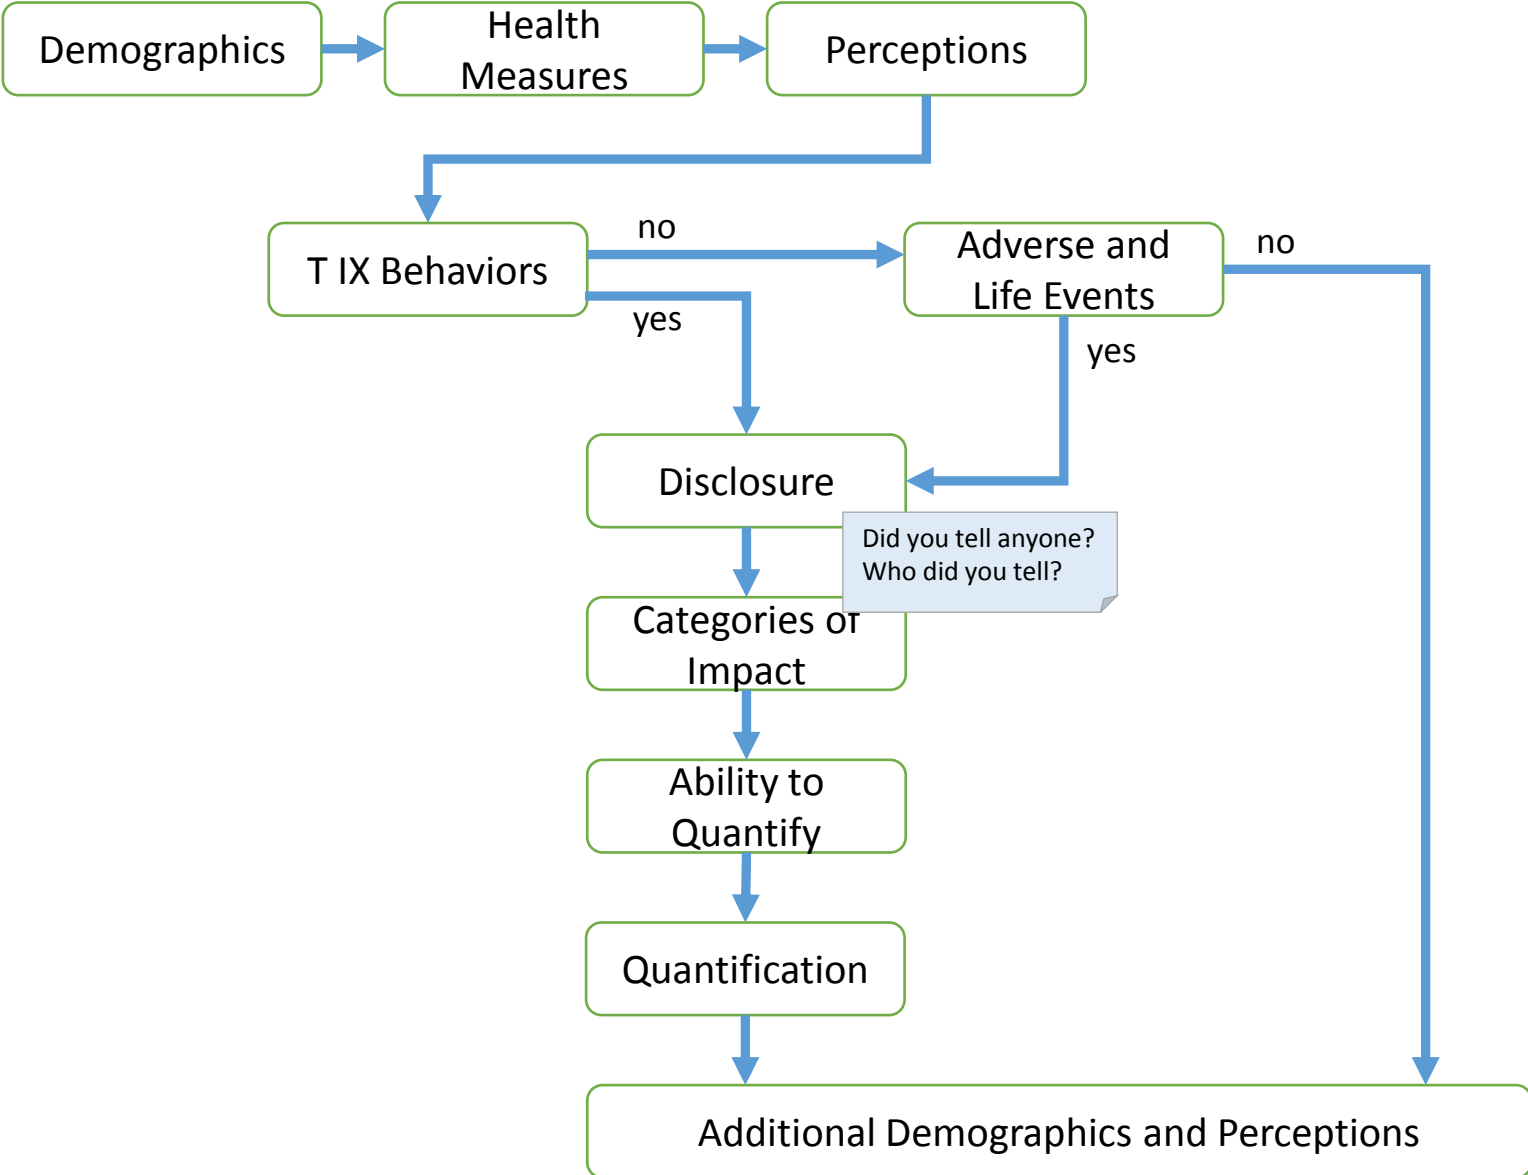 Demographics
Health
Measures
Perceptions
T IX Behaviors
no
yes
Adverse and
Life Events
no
yes
Disclosure
Did you tell anyone?
Who did you tell?
Categories of
Impact
Ability to
Quantify
Quantification
Additional Demographics and Perceptions